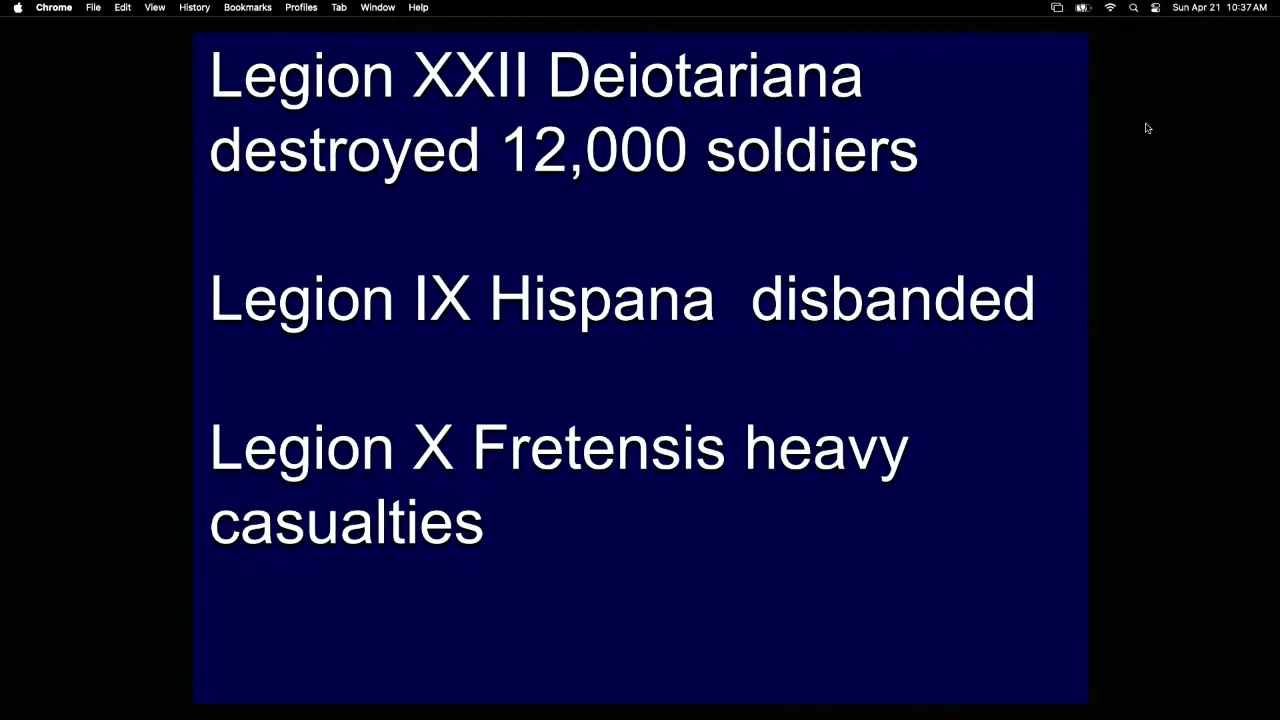 Chrome File Edit View History Bookmarks Profiles Tab Window Help Sun Apr 21 10:37 AM
Legion XXII Deiotariana
destroyed 12,000 soldiers
Legion IX Hispana  disbanded
Legion X Fretensis heavy
casualties